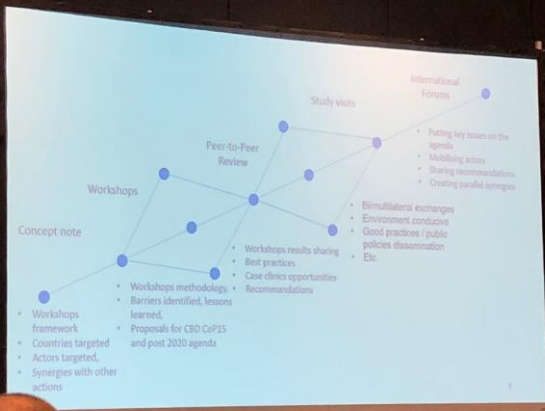 International
Forums
Study visits
• Putting key issues on the
agenda
• Mobilising actors
• Sharing recommendations
• Creating parallel synergies
Peer-to-Peer
Review
Workshops
• Bi/multilateral exchanges
• Environment conducive
• Good practices / public
policies dissemination
• Etc.
Concept note
• Workshops results sharing
• Best practices
• Case clinics opportunities
• Recommendations
• Workshops methodology,
• Barriers identified, lessons
learned,
• Proposals for CBD CoP15
and post 2020 agenda
• Workshops
framework
• Countries targeted
• Actors targeted,
• Synergies with other
actions